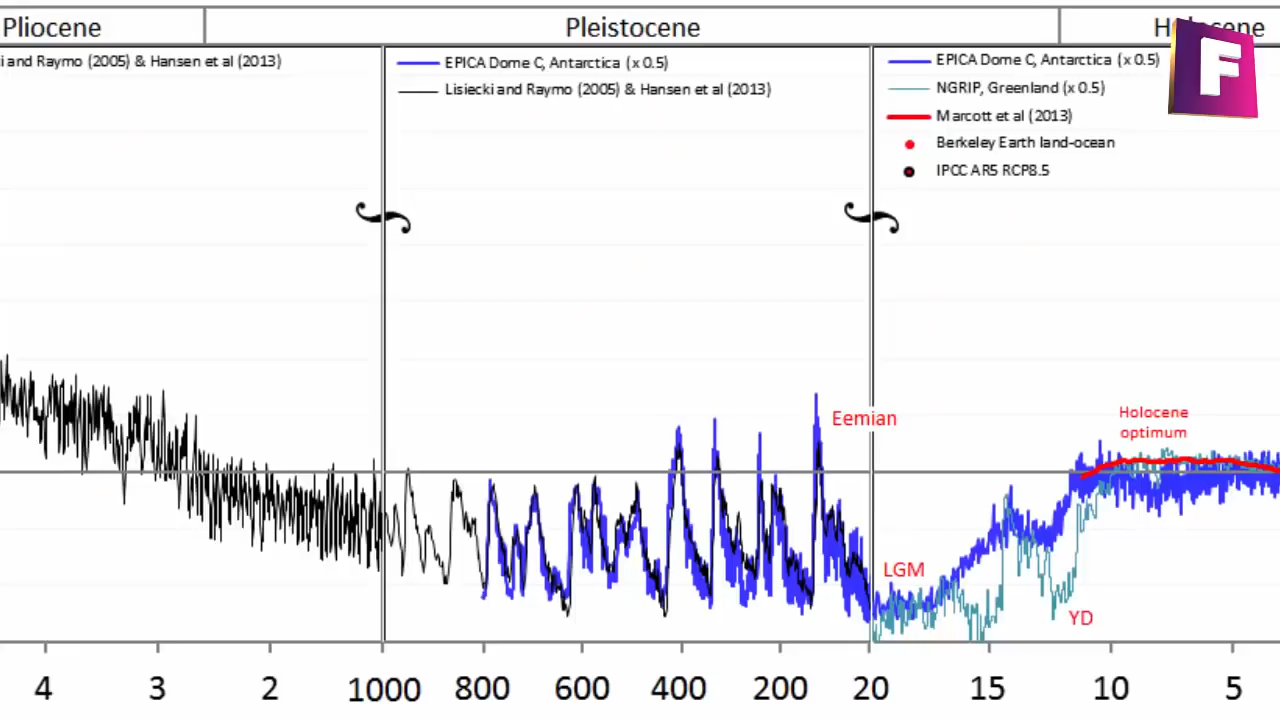 Pliocene
Pleistocene
i and Raymo (2005) & Hansen et al (2013)
EPICA Dome C, Antarctica (x 0.5)
Lisiecki and Raymo (2005) & Hansen et al (2013)
EPICA Dome C, Antarctica (x 0.5)
NGRIP, Greenland (x 0.5)
Marcott et al (2013)
Berkeley Earth land-ocean
IPCC AR5 RCP8.5
F
Eemian
Holocene
optimum
LGM
YD
4 3 2 1000 800 600 400 200 20 15 10 5